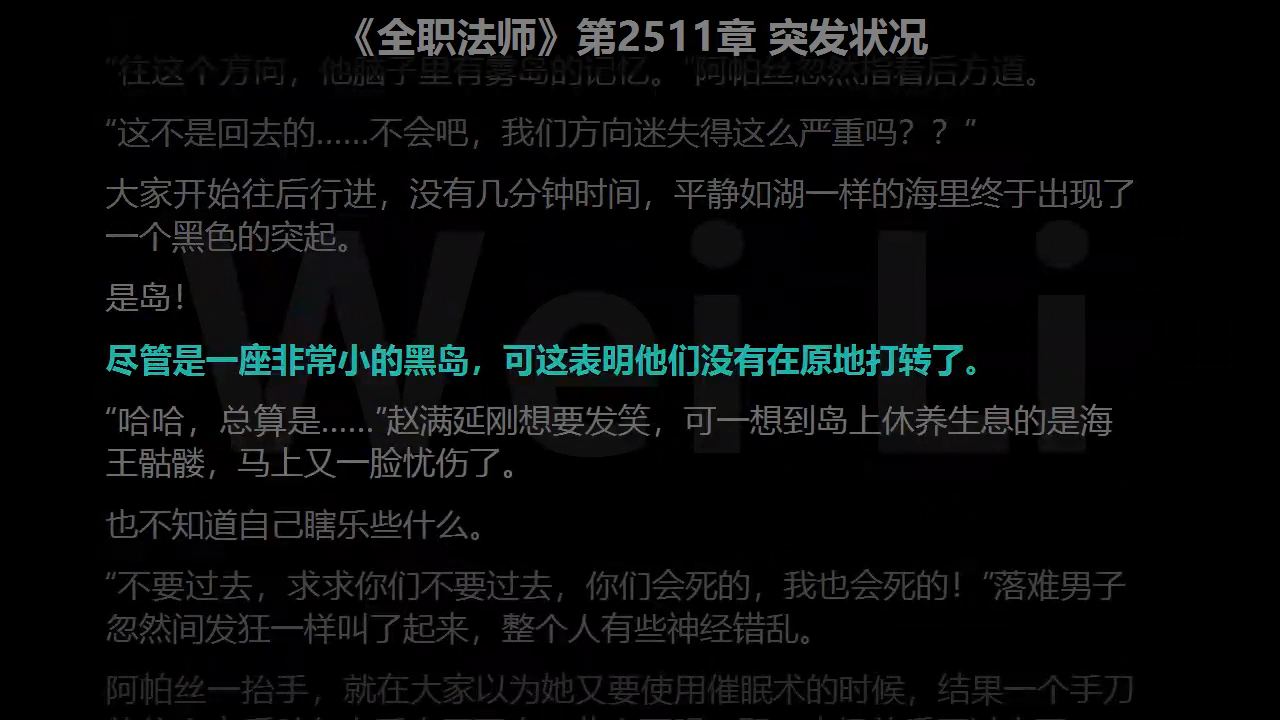 《全职法师》第2511章 突发状况
“往这个方向，他脑子里有雾岛的记忆。”阿帕丝忽然指着后方道。
“这不是回去的……不会吧，我们方向迷失得这么严重吗？？“
大家开始往后行进，没有几分钟时间，平静如湖一样的海里终于出现了
一个黑色的突起。
是岛！
尽管是一座非常小的黑岛，可这表明他们没有在原地打转了。
“哈哈，总算是……”赵满延刚想要发笑，可一想到岛上休养生息的是海
王骷髅，马上又一脸忧伤了。
也不知道自己瞎乐些什么。
“不要过去，求求你们不要过去，你们会死的，我也会死的！”落难男子
忽然间发狂一样叫了起来，整个人有些神经错乱。
阿帕丝一抬手，就在大家以为她又要使用催眠术的时候，结果一个手刀
Wei Li